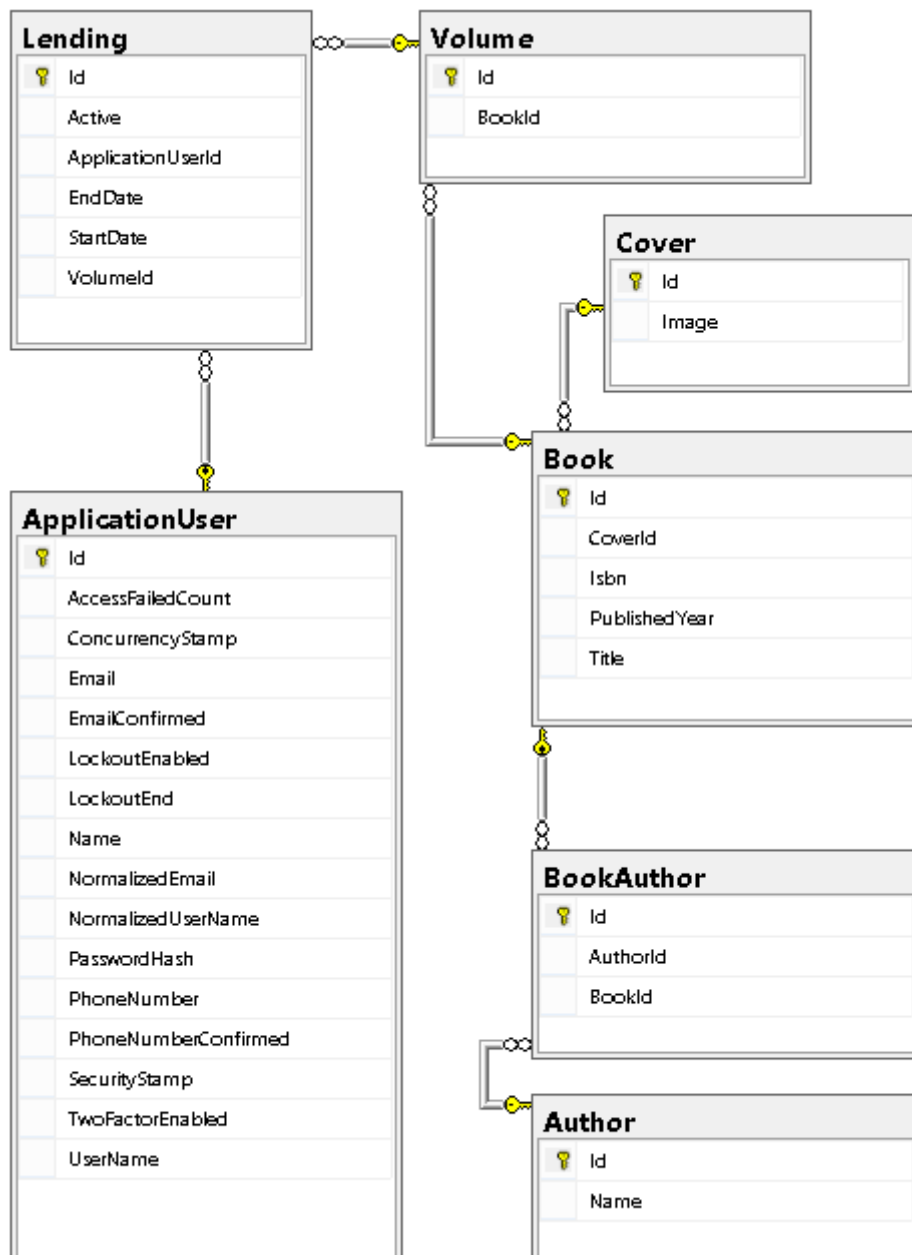 Lending
Id
Active
ApplicationUserId
EndDate
StartDate
VolumeId
Volume
Id
BookId
Cover
Id
Image
Book
Id
CoverId
Isbn
PublishedYear
Title
ApplicationUser
Id
AccessFailedCount
ConcurrencyStamp
Email
EmailConfirmed
LockoutEnabled
LockoutEnd
Name
NormalizedEmail
NormalizedUserName
PasswordHash
PhoneNumber
PhoneNumberConfirmed
SecurityStamp
TwoFactorEnabled
UserName
BookAuthor
Id
AuthorId
BookId
Author
Id
Name